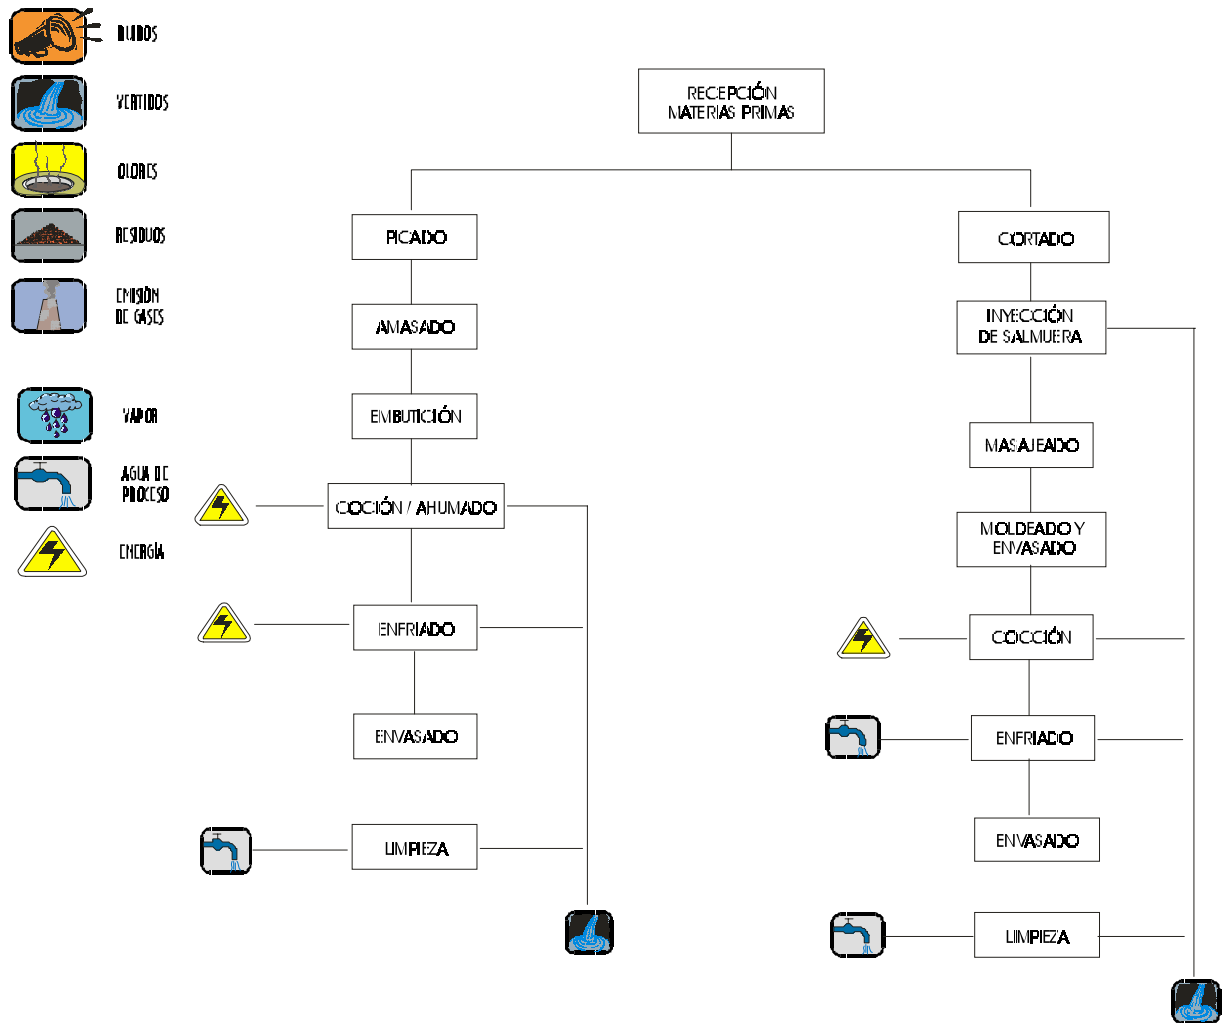 RUIDOS
VERTIDOS
OLORES
RESIDUOS
EMISIÓN
DE GASES
VAPOR
AGUA DE
PROCESO
ENERGÍA
RECEPCIÓN
MATERIAS PRIMAS
PICADO
AMASADO
EMBUTICIÓN
COCIÓN / AHUMADO
ENFRIADO
ENVASADO
LIMPIEZA
CORTADO
INYECCIÓN
DE SALMUERA
MASAJEADO
MOLDEADO Y
ENVASADO
COCCIÓN
ENFRIADO
ENVASADO
LIMPIEZA